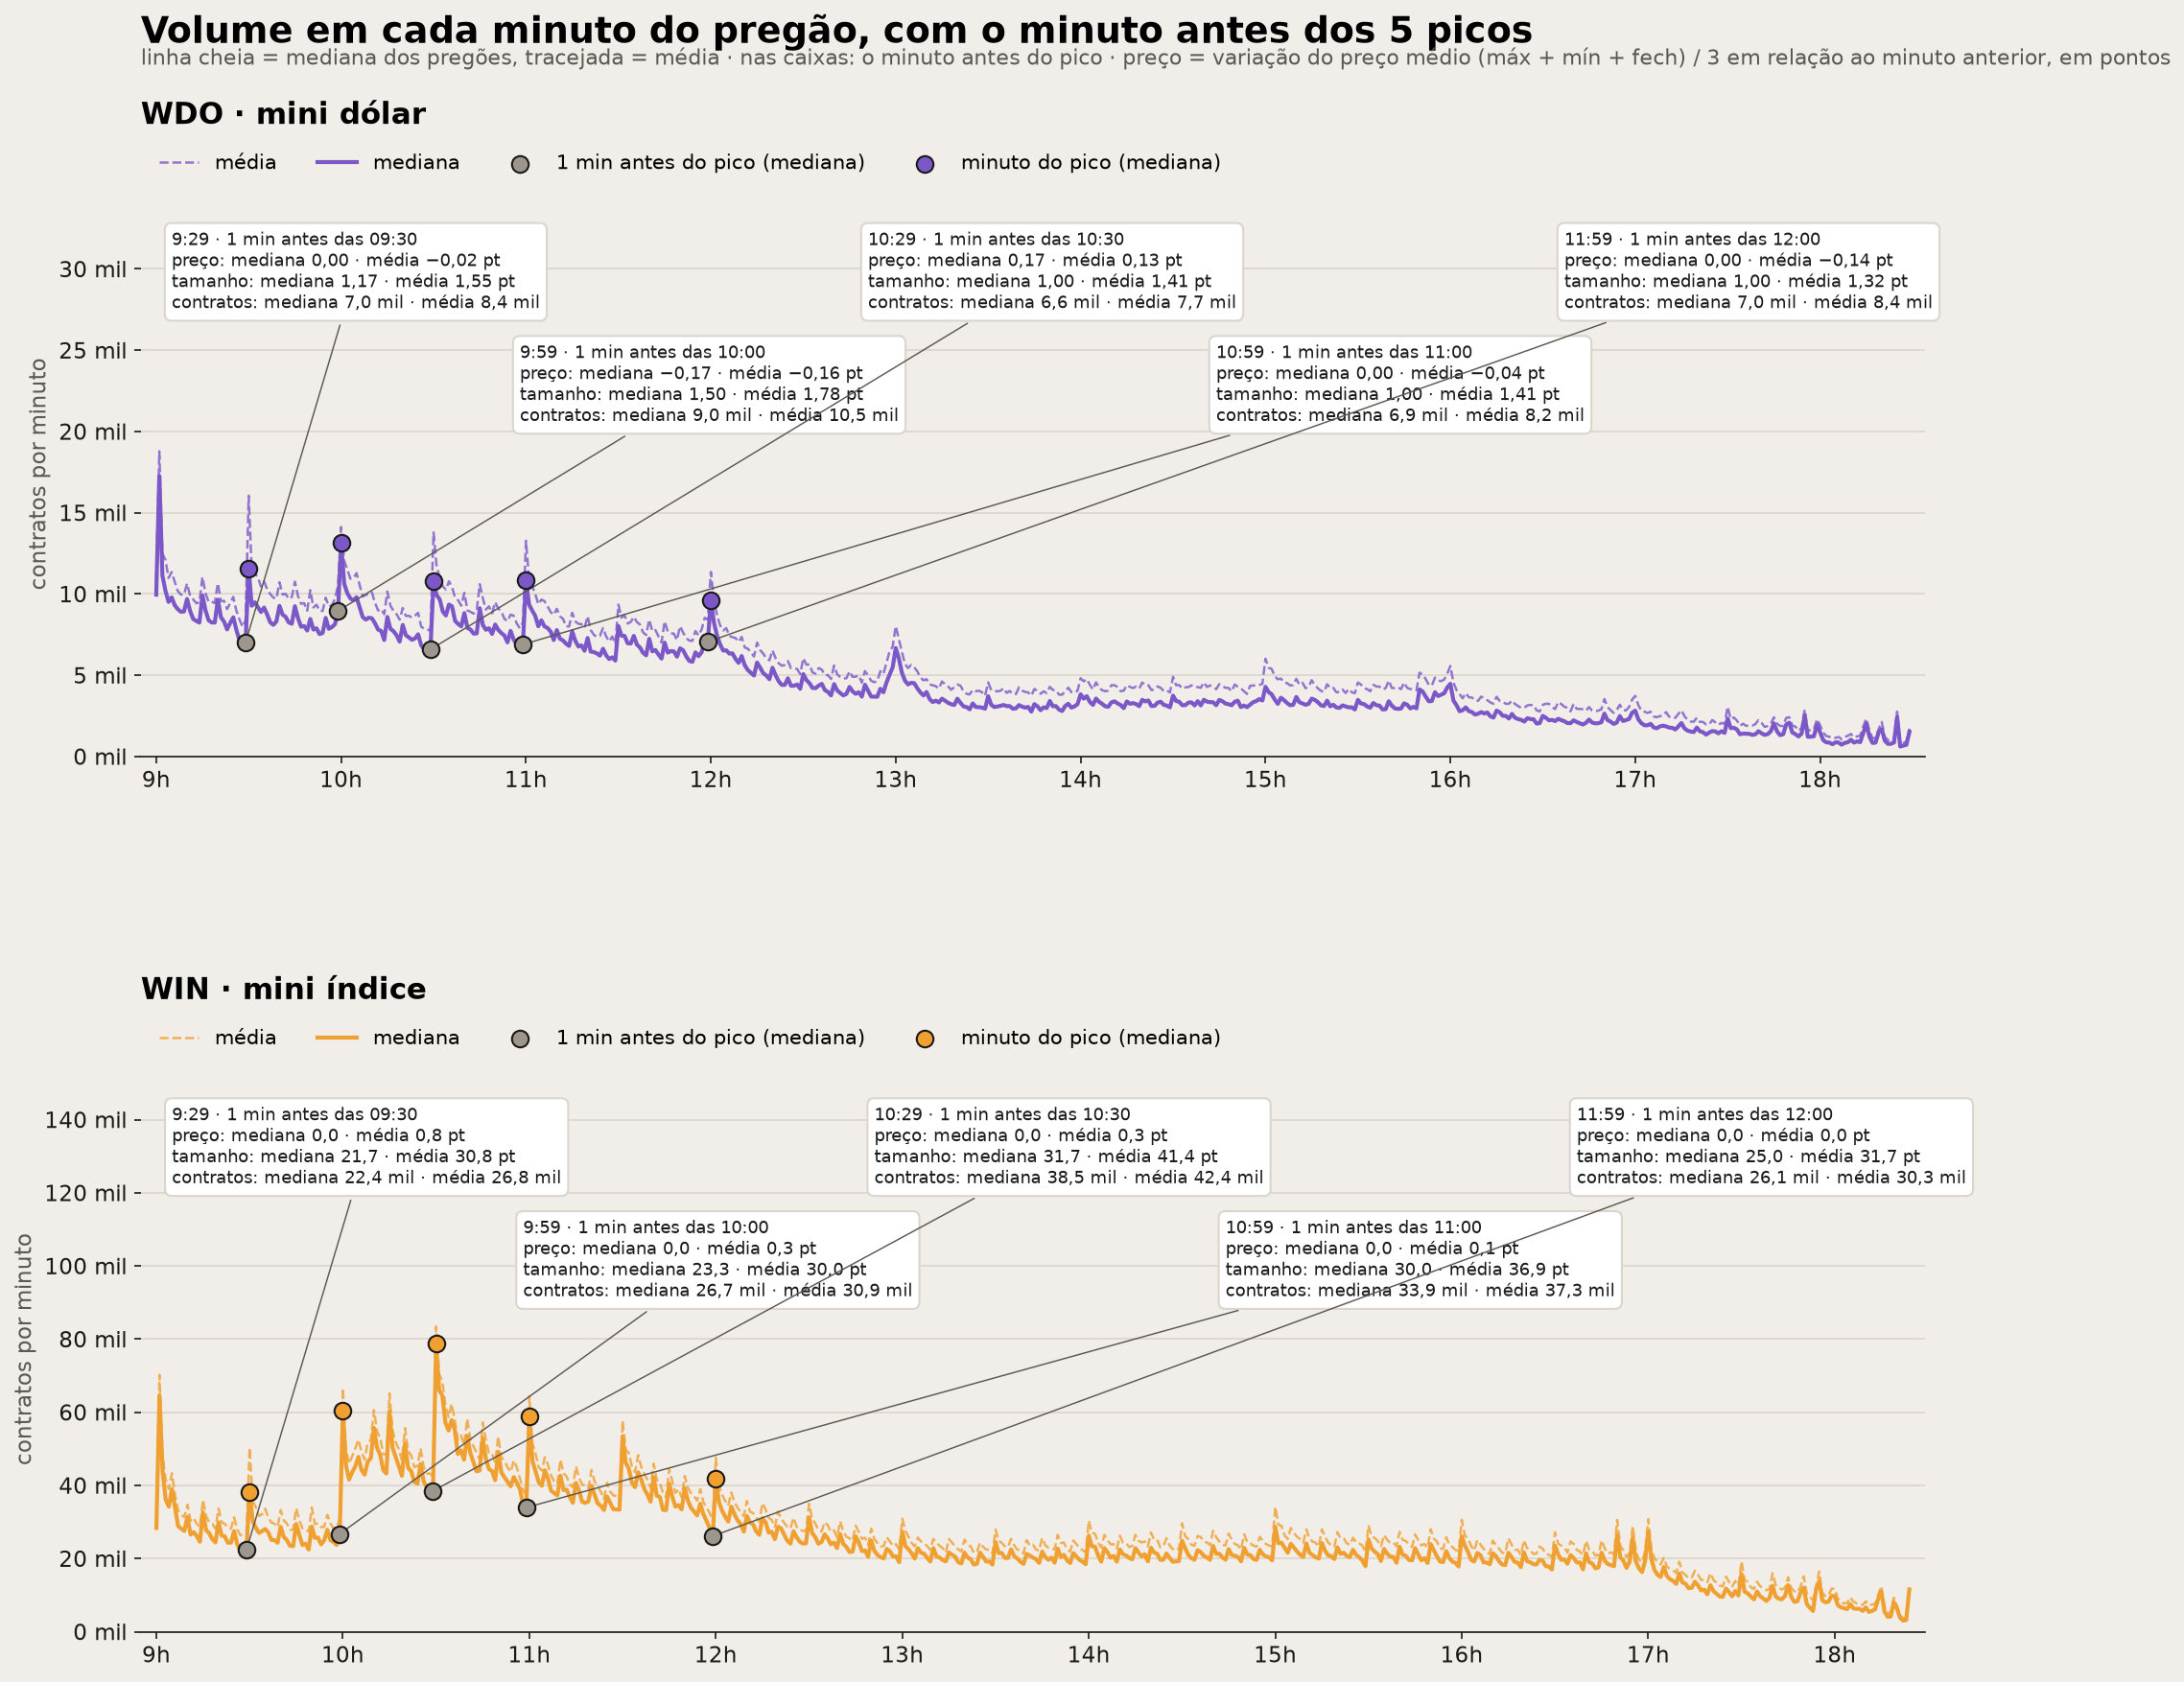 Volume em cada minuto do pregão, com o minuto antes dos 5 picos
linha cheia = mediana dos pregões, tracejada = média · nas caixas: o minuto antes do pico · preço = variação do preço médio (máx + mín + fech) / 3 em relação ao minuto anterior, em pontos
WDO · mini dólar
média
mediana
1 min antes do pico (mediana)
minuto do pico (mediana)
9:29 · 1 min antes das 09:30
preço: mediana 0,00 · média −0,02 pt
tamanho: mediana 1,17 · média 1,55 pt
contratos: mediana 7,0 mil · média 8,4 mil
10:29 · 1 min antes das 10:30
preço: mediana 0,17 · média 0,13 pt
tamanho: mediana 1,00 · média 1,41 pt
contratos: mediana 6,6 mil · média 7,7 mil
11:59 · 1 min antes das 12:00
preço: mediana 0,00 · média −0,14 pt
tamanho: mediana 1,00 · média 1,32 pt
contratos: mediana 7,0 mil · média 8,4 mil
9:59 · 1 min antes das 10:00
preço: mediana −0,17 · média −0,16 pt
tamanho: mediana 1,50 · média 1,78 pt
contratos: mediana 9,0 mil · média 10,5 mil
10:59 · 1 min antes das 11:00
preço: mediana 0,00 · média −0,04 pt
tamanho: mediana 1,00 · média 1,41 pt
contratos: mediana 6,9 mil · média 8,2 mil
contratos por minuto
30 mil
25 mil
20 mil
15 mil
10 mil
5 mil
0 mil
9h
10h
11h
12h
13h
14h
15h
16h
17h
18h
WIN · mini índice
média
mediana
1 min antes do pico (mediana)
minuto do pico (mediana)
9:29 · 1 min antes das 09:30
preço: mediana 0,0 · média 0,8 pt
tamanho: mediana 21,7 · média 30,8 pt
contratos: mediana 22,4 mil · média 26,8 mil
10:29 · 1 min antes das 10:30
preço: mediana 0,0 · média 0,3 pt
tamanho: mediana 31,7 · média 41,4 pt
contratos: mediana 38,5 mil · média 42,4 mil
11:59 · 1 min antes das 12:00
preço: mediana 0,0 · média 0,0 pt
tamanho: mediana 25,0 · média 31,7 pt
contratos: mediana 26,1 mil · média 30,3 mil
9:59 · 1 min antes das 10:00
preço: mediana 0,0 · média 0,3 pt
tamanho: mediana 23,3 · média 30,0 pt
contratos: mediana 26,7 mil · média 30,9 mil
10:59 · 1 min antes das 11:00
preço: mediana 0,0 · média 0,1 pt
tamanho: mediana 30,0 · média 36,9 pt
contratos: mediana 33,9 mil · média 37,3 mil
contratos por minuto
140 mil
120 mil
100 mil
80 mil
60 mil
40 mil
20 mil
0 mil
9h
10h
11h
12h
13h
14h
15h
16h
17h
18h